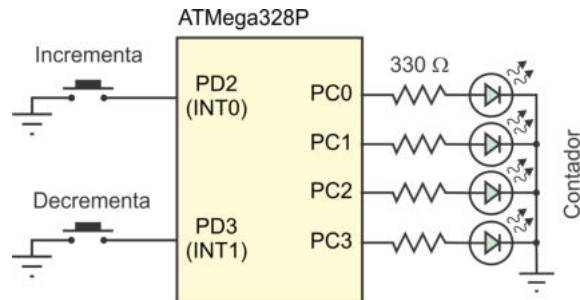 ATMega328P
Incrementa
PD2
(INT0)
Decrementa
PD3
(INT1)
PC0
PC1
PC2
PC3
330 Ω
Contador